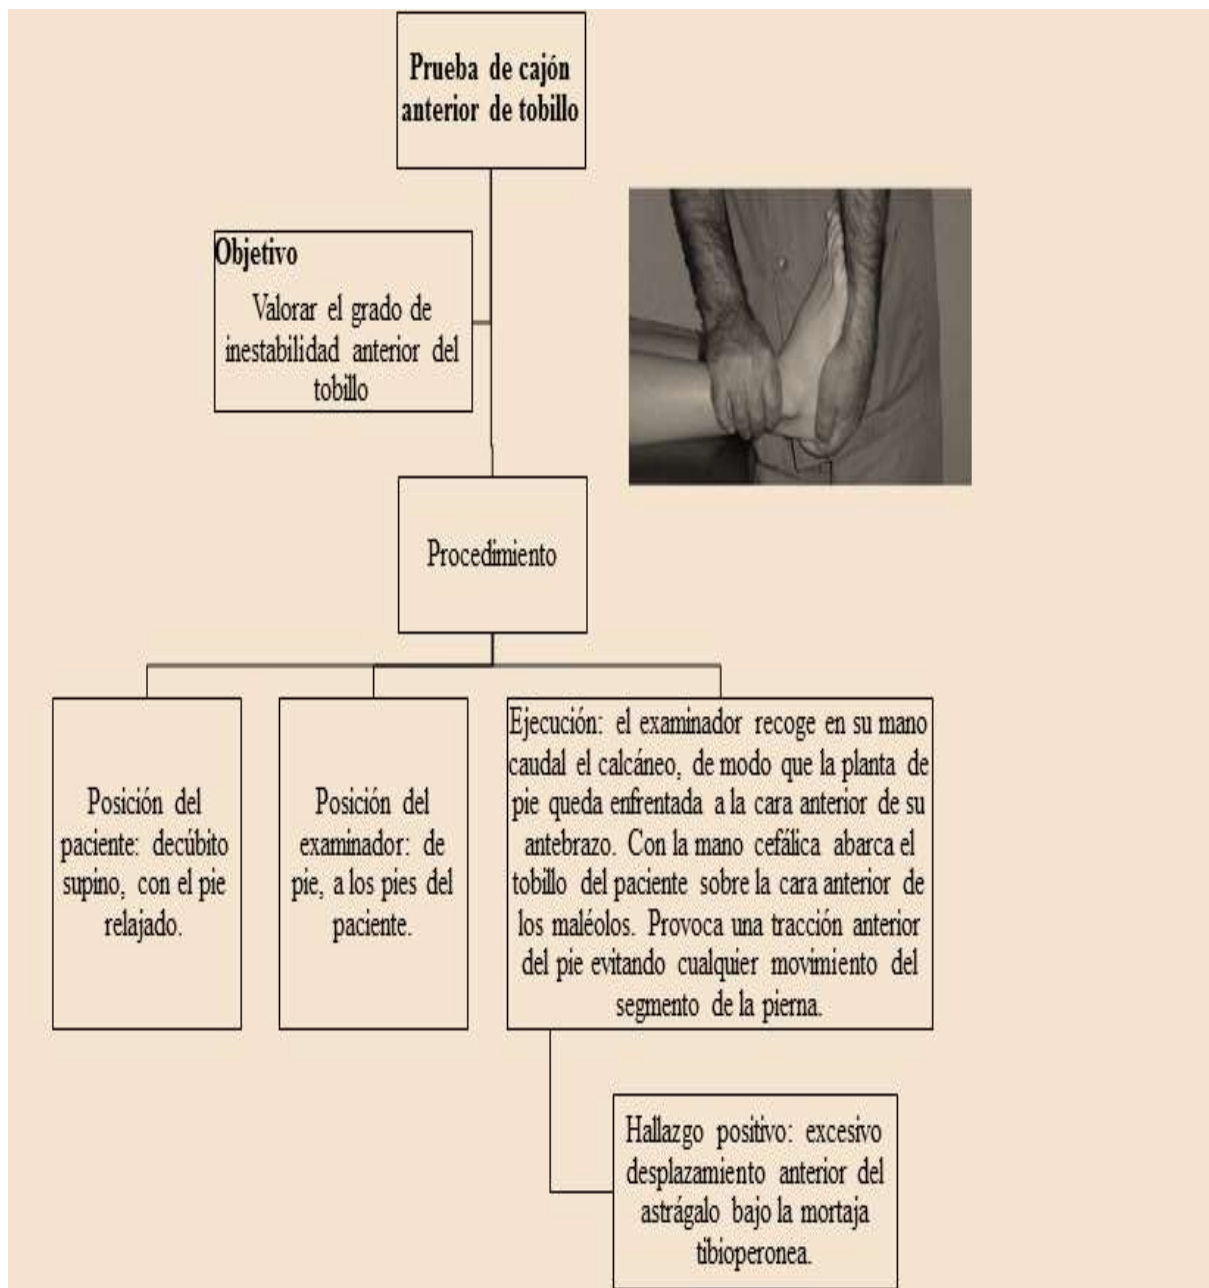 Prueba de cajón
anterior de tobillo
Objetivo
Valorar el grado de
inestabilidad anterior del
tobillo
Procedimiento
Posición del
paciente: decúbito
supino, con el pie
relajado.
Posición del
examinador: de
pie, a los pies del
paciente.
Ejecución: el examinador recoge en su mano
caudal el calcáneo, de modo que la planta de
pie queda enfrentada a la cara anterior de su
antebrazo. Con la mano cefálica abarca el
tobillo del paciente sobre la cara anterior de
los maléolos. Provoca una tracción anterior
del pie evitando cualquier movimiento del
segmento de la pierna.
Hallazgo positivo: excesivo
desplazamiento anterior del
astrágalo bajo la mortaja
tibioperonea.